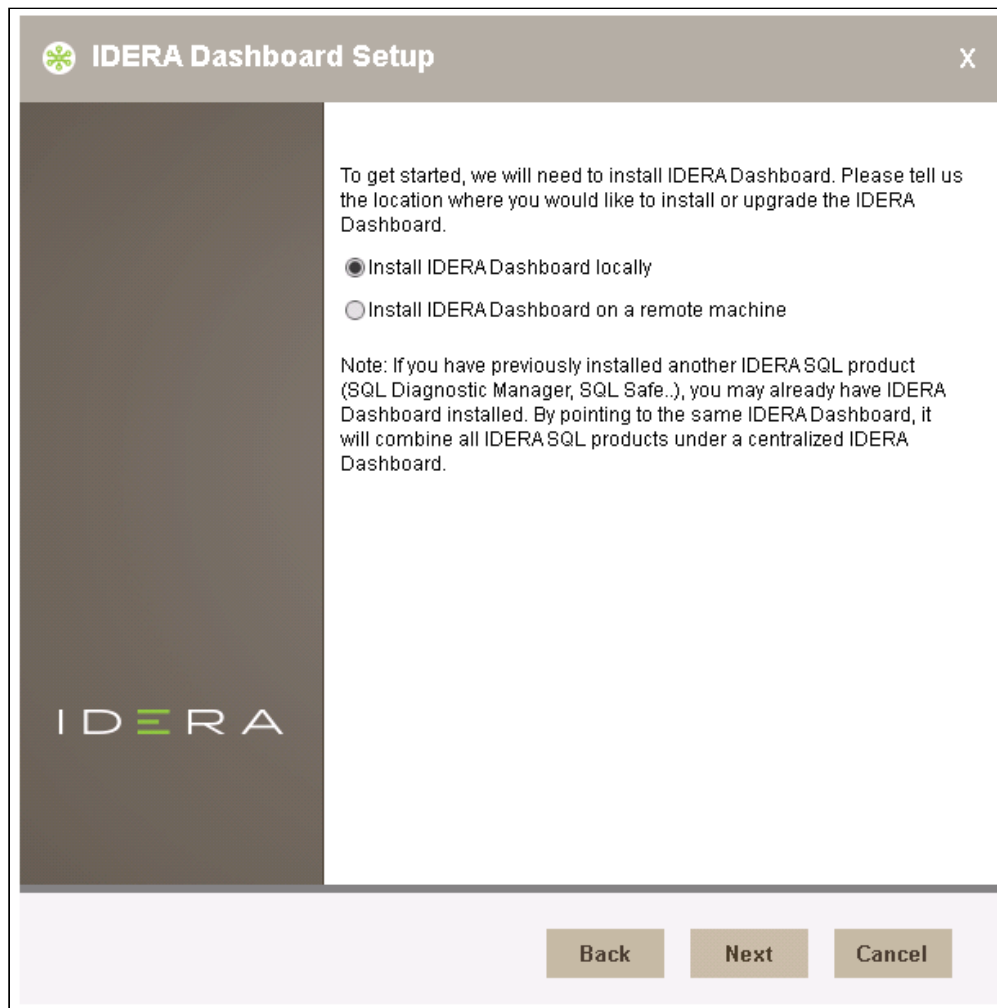 IDERA Dashboard Setup
X
To get started, we will need to install IDERA Dashboard. Please tell us
the location where you would like to install or upgrade the IDERA
Dashboard.
Install IDERA Dashboard locally
Install IDERA Dashboard on a remote machine
Note: If you have previously installed another IDERA SQL product
(SQL Diagnostic Manager, SQL Safe..), you may already have IDERA
Dashboard installed. By pointing to the same IDERA Dashboard, it
will combine all IDERA SQL products under a centralized IDERA
Dashboard.
IDERA
Back
Next
Cancel